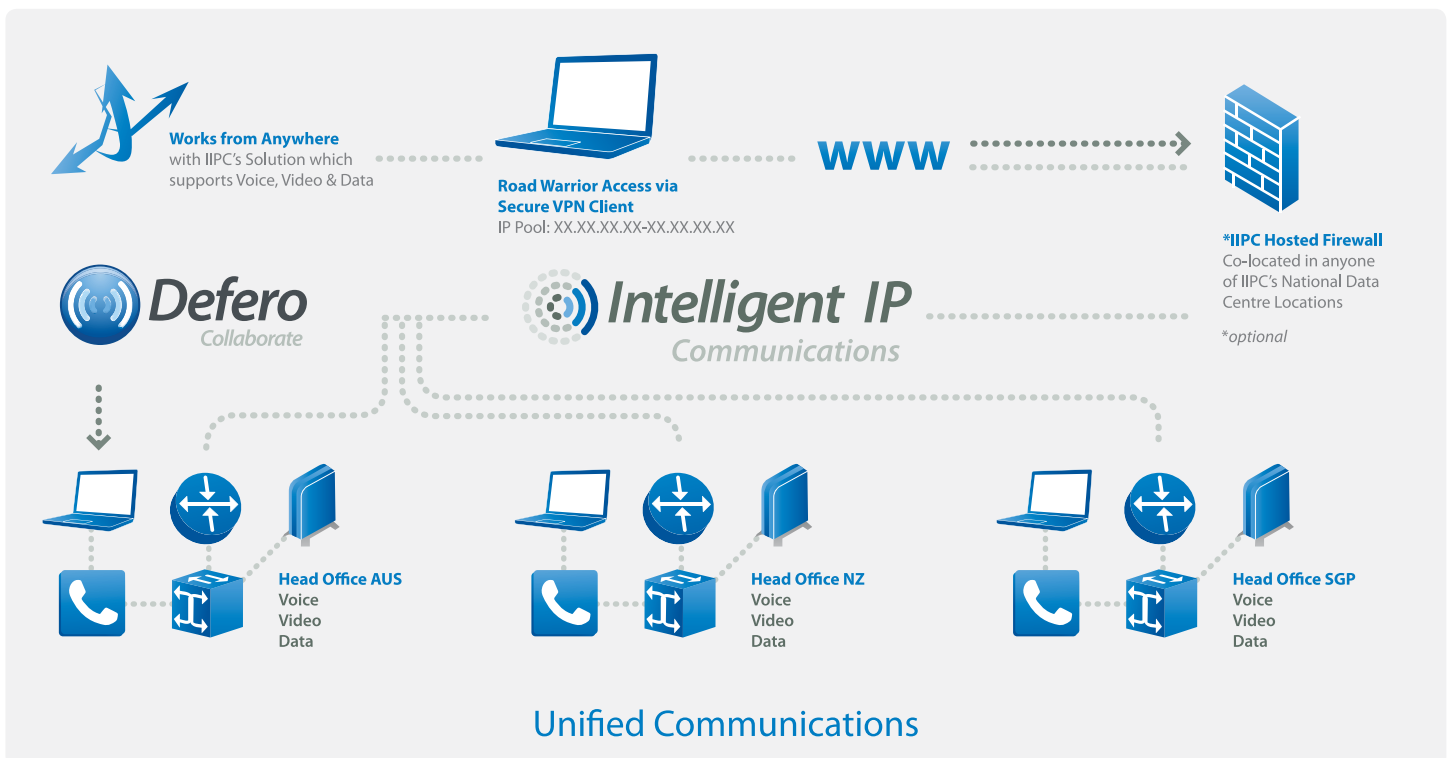 Works from Anywhere
with IIPC's Solution which
supports Voice, Video & Data
Road Warrior Access via
Secure VPN Client
IP Pool: XX.XX.XX.XX-XX.XX.XX.XX
www
*IIPC Hosted Firewall
Co-located in anyone
of IIPC's National Data
Centre Locations
*optional
Defero
Collaborate
Intelligent IP
Communications
Head Office AUS
Voice
Video
Data
Head Office NZ
Voice
Video
Data
Head Office SGP
Voice
Video
Data
Unified Communications